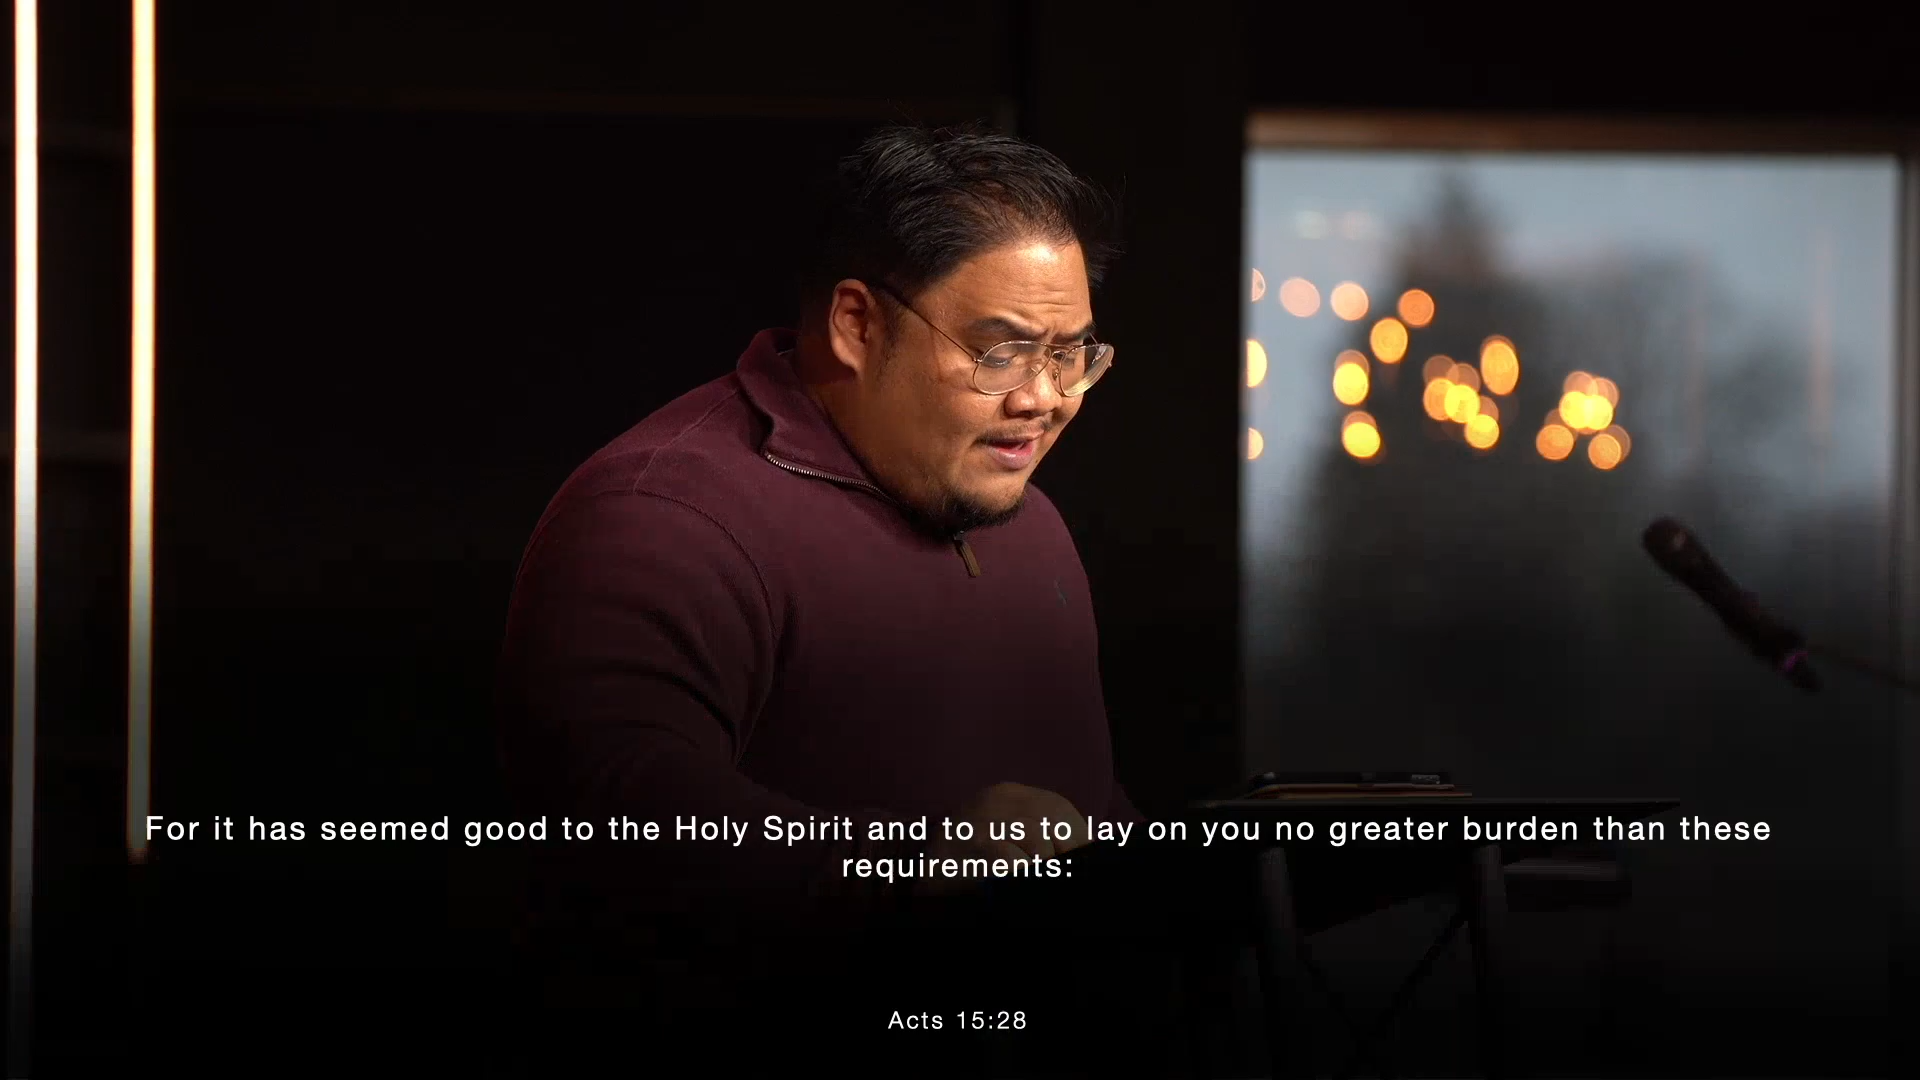 For it has seemed good to the Holy Spirit and to us to lay on you no greater burden than these
requirements:
Acts 15:28